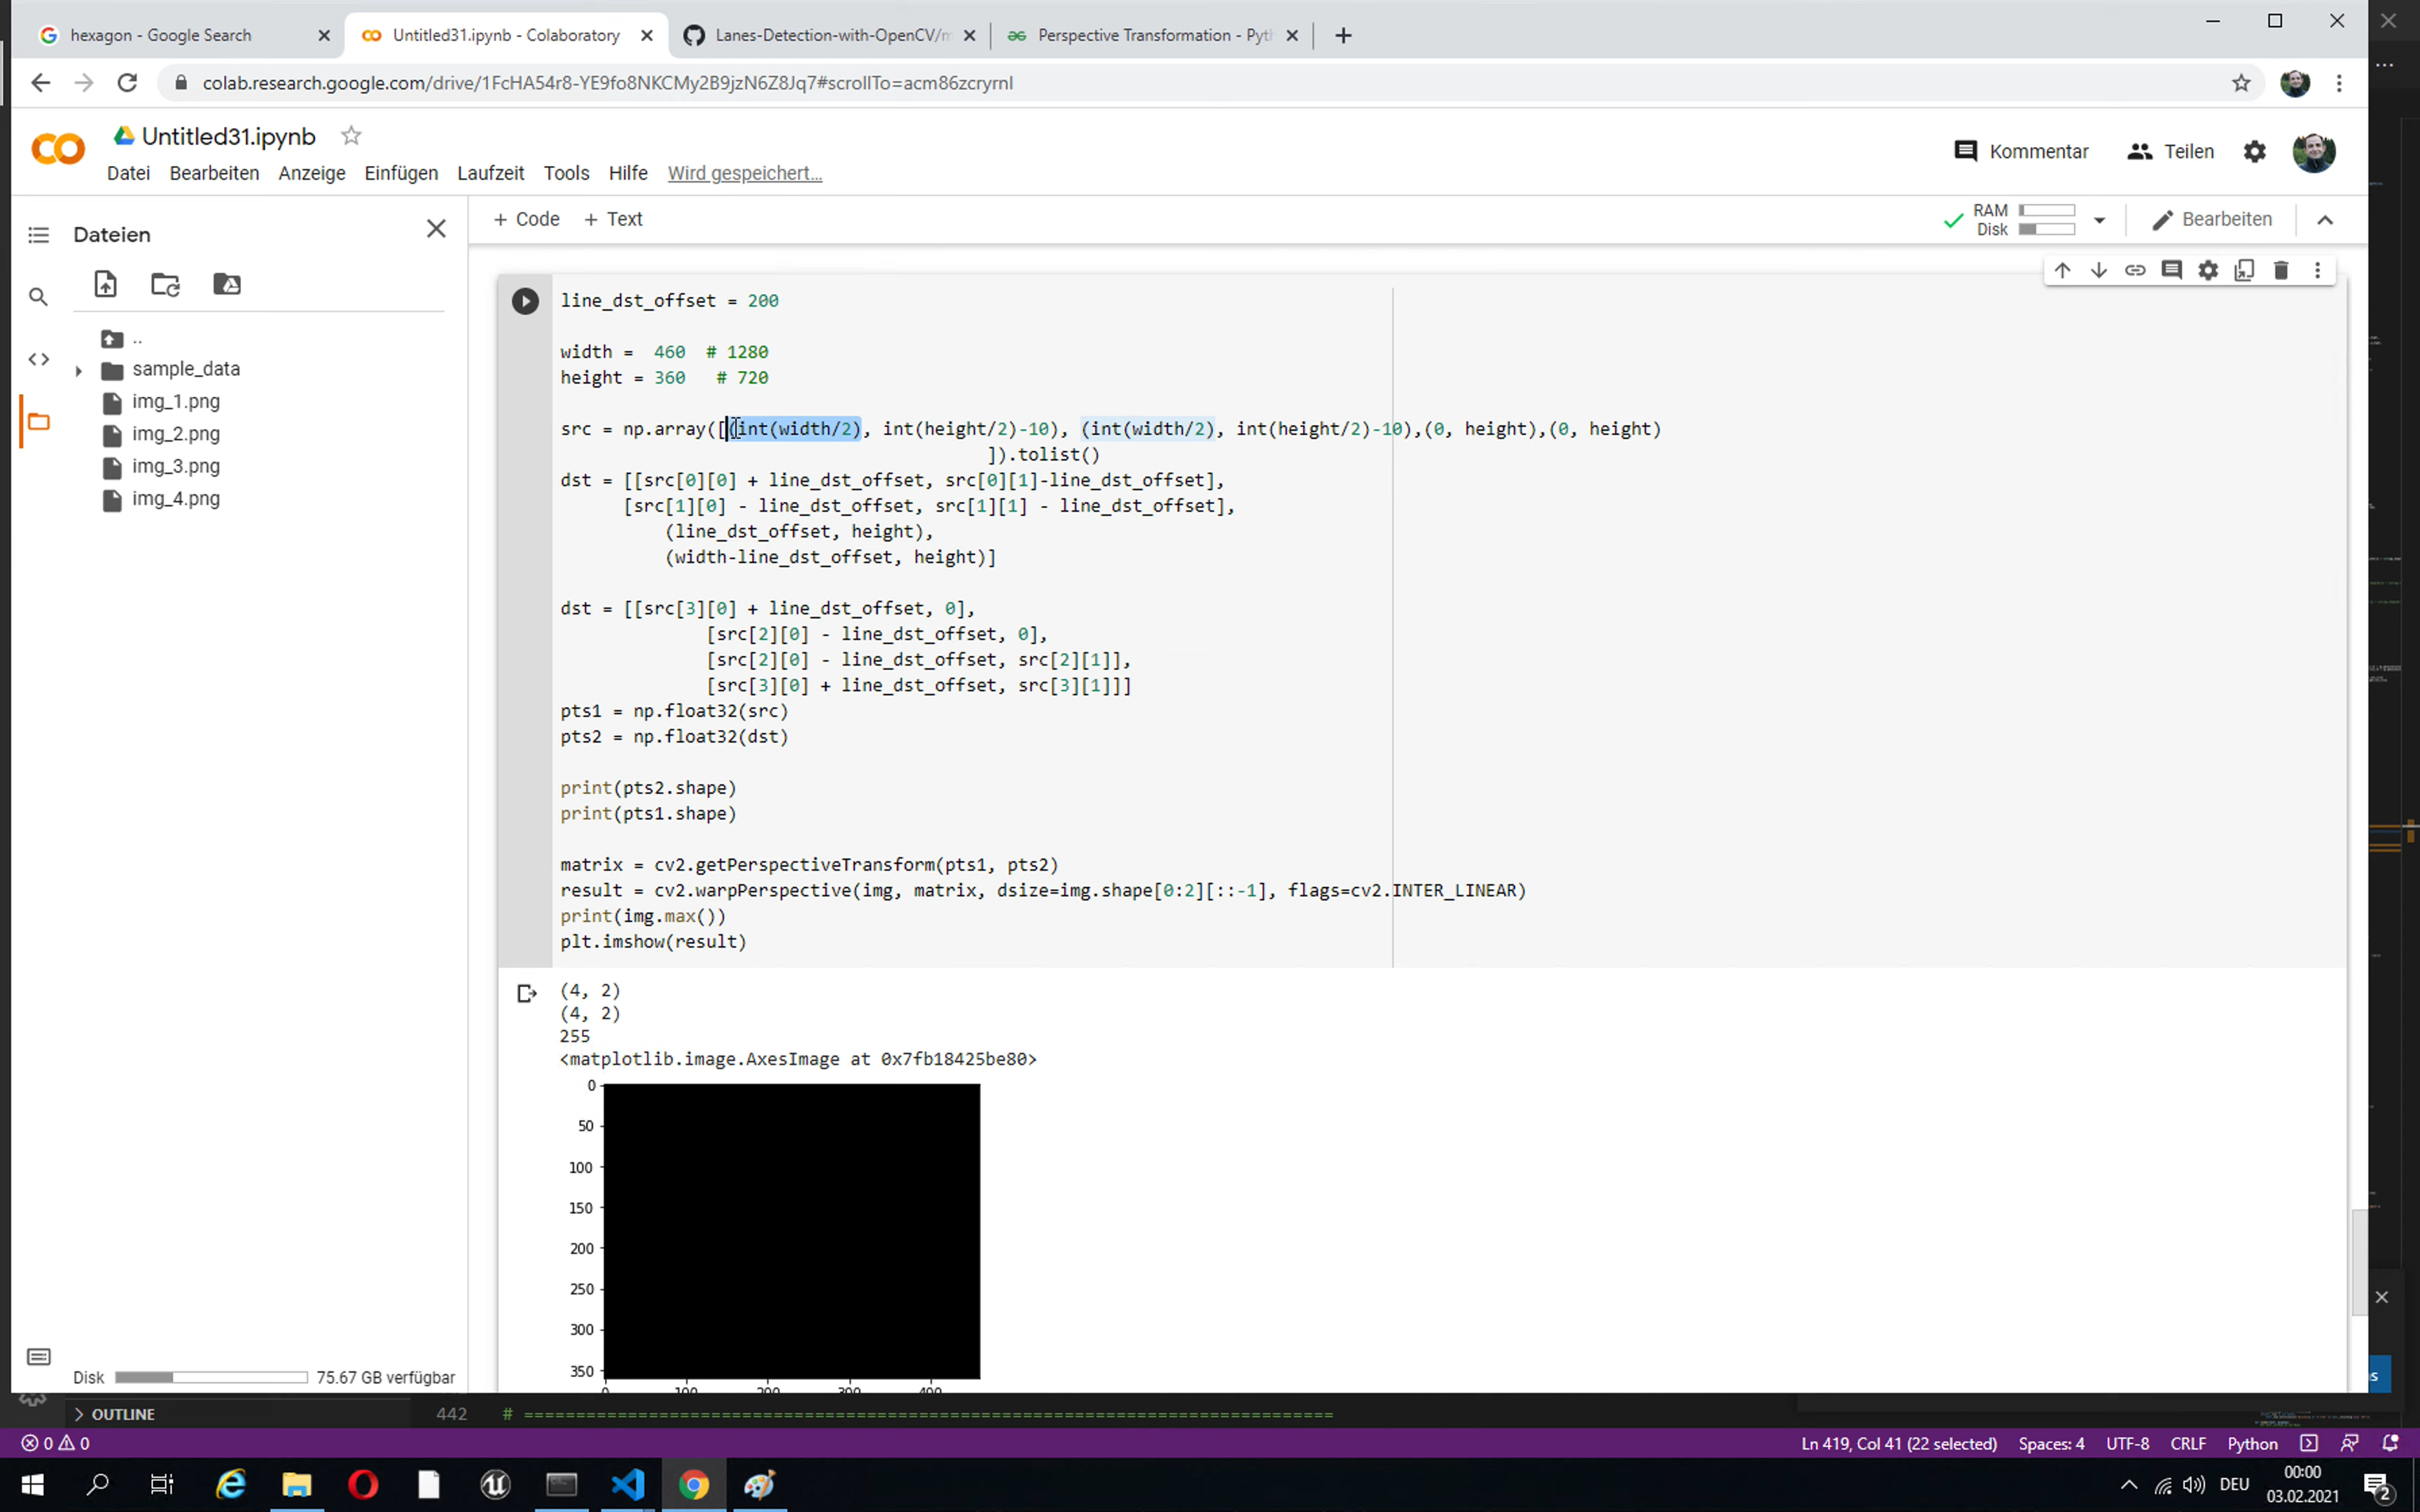 hexagon - Google Search
Untitled31.ipynb - Colaboratory
Lanes-Detection-with-OpenCV/m
Perspective Transformation - Pyth
colab.research.google.com/drive/1FcHA54r8-YE9fo8NKCMy2B9jzN6Z8Jq7#scrollTo=acm86zcryrnI
Untitled31.ipynb
Kommentar
Teilen
Datei Bearbeiten Anzeige Einfügen Laufzeit Tools Hilfe Wird gespeichert...
Dateien
+ Code + Text
RAM
Disk
Bearbeiten
..
sample_data
img_1.png
img_2.png
img_3.png
img_4.png
line_dst_offset = 200
width =  460  # 1280
height = 360   # 720
src = np.array([(int(width/2), int(height/2)-10), (int(width/2), int(height/2)-10),(0, height),(0, height)
]).tolist()
dst = [[src[0][0] + line_dst_offset, src[0][1]-line_dst_offset],
[src[1][0] - line_dst_offset, src[1][1] - line_dst_offset],
(line_dst_offset, height),
(width-line_dst_offset, height)]
dst = [[src[3][0] + line_dst_offset, 0],
[src[2][0] - line_dst_offset, 0],
[src[2][0] - line_dst_offset, src[2][1]],
[src[3][0] + line_dst_offset, src[3][1]]]
pts1 = np.float32(src)
pts2 = np.float32(dst)
print(pts2.shape)
print(pts1.shape)
matrix = cv2.getPerspectiveTransform(pts1, pts2)
result = cv2.warpPerspective(img, matrix, dsize=img.shape[0:2][::-1], flags=cv2.INTER_LINEAR)
print(img.max())
plt.imshow(result)
(4, 2)
(4, 2)
255
<matplotlib.image.AxesImage at 0x7fb18425be80>
0
50
100
150
200
250
300
350
0 100 200 300 400
Disk 75.67 GB verfügbar
OUTLINE
442 # ==============================================================================
0 0
Ln 419, Col 41 (22 selected) Spaces: 4 UTF-8 CRLF Python
DEU
00:00
03.02.2021
2